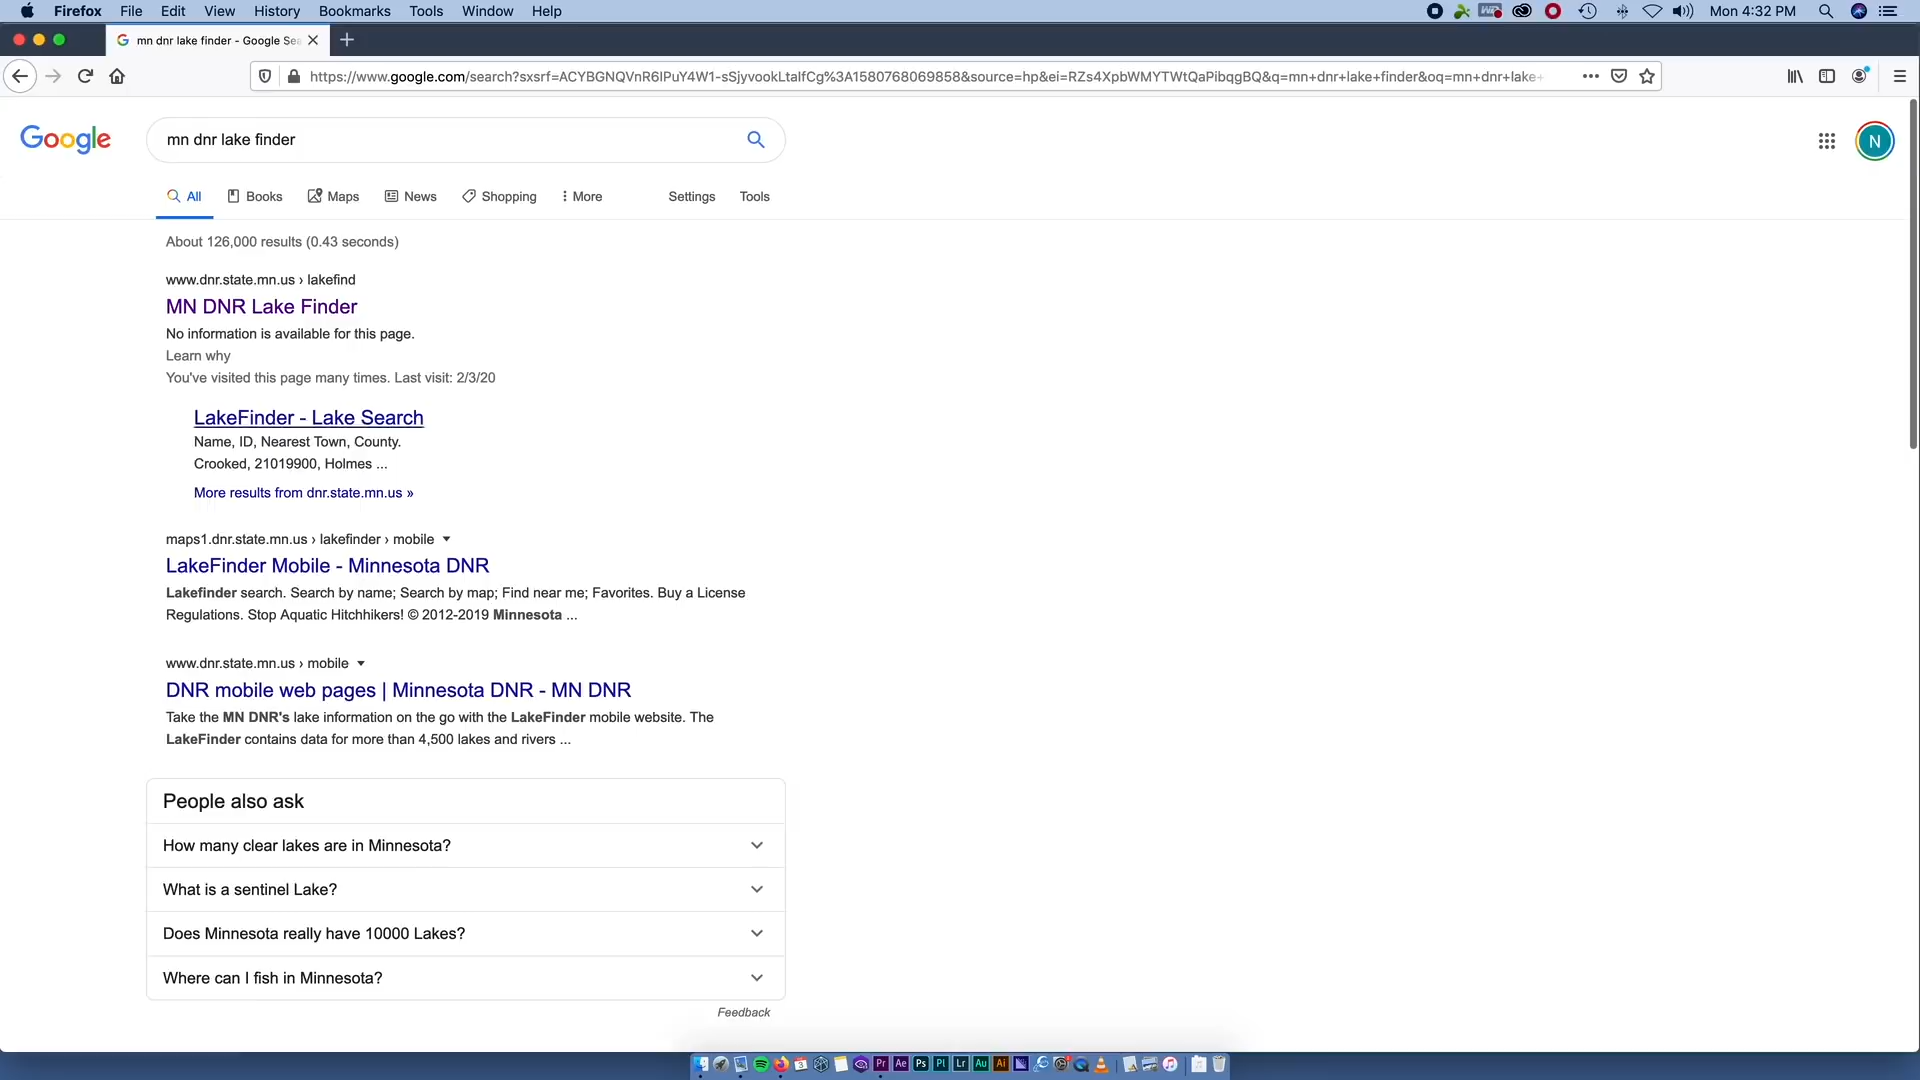 Firefox File Edit View History Bookmarks Tools Window Help Mon 4:32 PM
mn dnr lake finder - Google Sea
https://www.google.com/search?sxsrf=ACYBGNQVnR6IPuY4W1-sSjyvookLtaIfCg%3A1580768069858&source=hp&ei=RZs4XpbWMYTWtQaPibqgBQ&q=mn+dnr+lake+finder&oq=mn+dnr+lake+
Google mn dnr lake finder N
All Books Maps News Shopping More Settings Tools
About 126,000 results (0.43 seconds)
www.dnr.state.mn.us › lakefind
MN DNR Lake Finder
No information is available for this page.
Learn why
You've visited this page many times. Last visit: 2/3/20
LakeFinder - Lake Search
Name, ID, Nearest Town, County.
Crooked, 21019900, Holmes ...
More results from dnr.state.mn.us »
maps1.dnr.state.mn.us › lakefinder › mobile
LakeFinder Mobile - Minnesota DNR
Lakefinder search. Search by name; Search by map; Find near me; Favorites. Buy a License
Regulations. Stop Aquatic Hitchhikers! © 2012-2019 Minnesota ...
www.dnr.state.mn.us › mobile
DNR mobile web pages | Minnesota DNR - MN DNR
Take the MN DNR's lake information on the go with the LakeFinder mobile website. The
LakeFinder contains data for more than 4,500 lakes and rivers ...
People also ask
How many clear lakes are in Minnesota?
What is a sentinel Lake?
Does Minnesota really have 10000 Lakes?
Where can I fish in Minnesota?
Feedback
Pr Ae Ps Pl Lr Au Ai